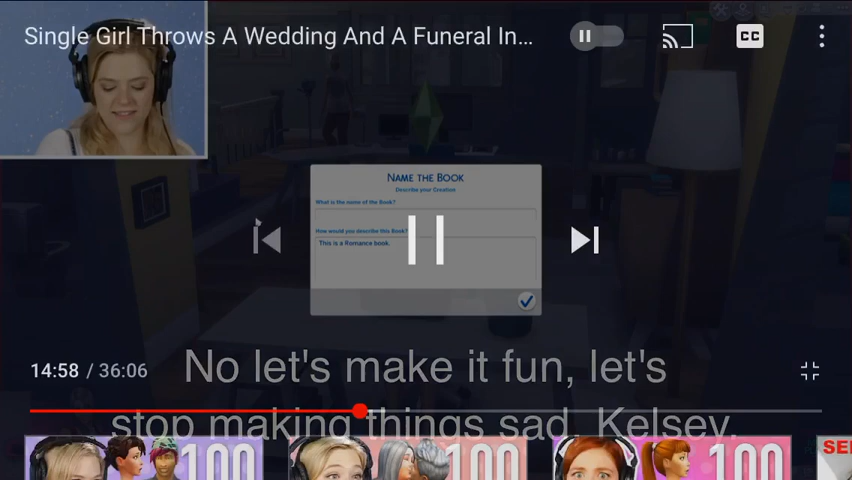 Single Girl Throws A Wedding And A Funeral In...
CC
NAME THE BOOK
Describe your Creation
What is the name of the Book?
How would you describe this Book?
This is a Romance book.
14:58 / 36:06
No let's make it fun, let's
stop making things sad, Kelsey.
100
100
100
SE